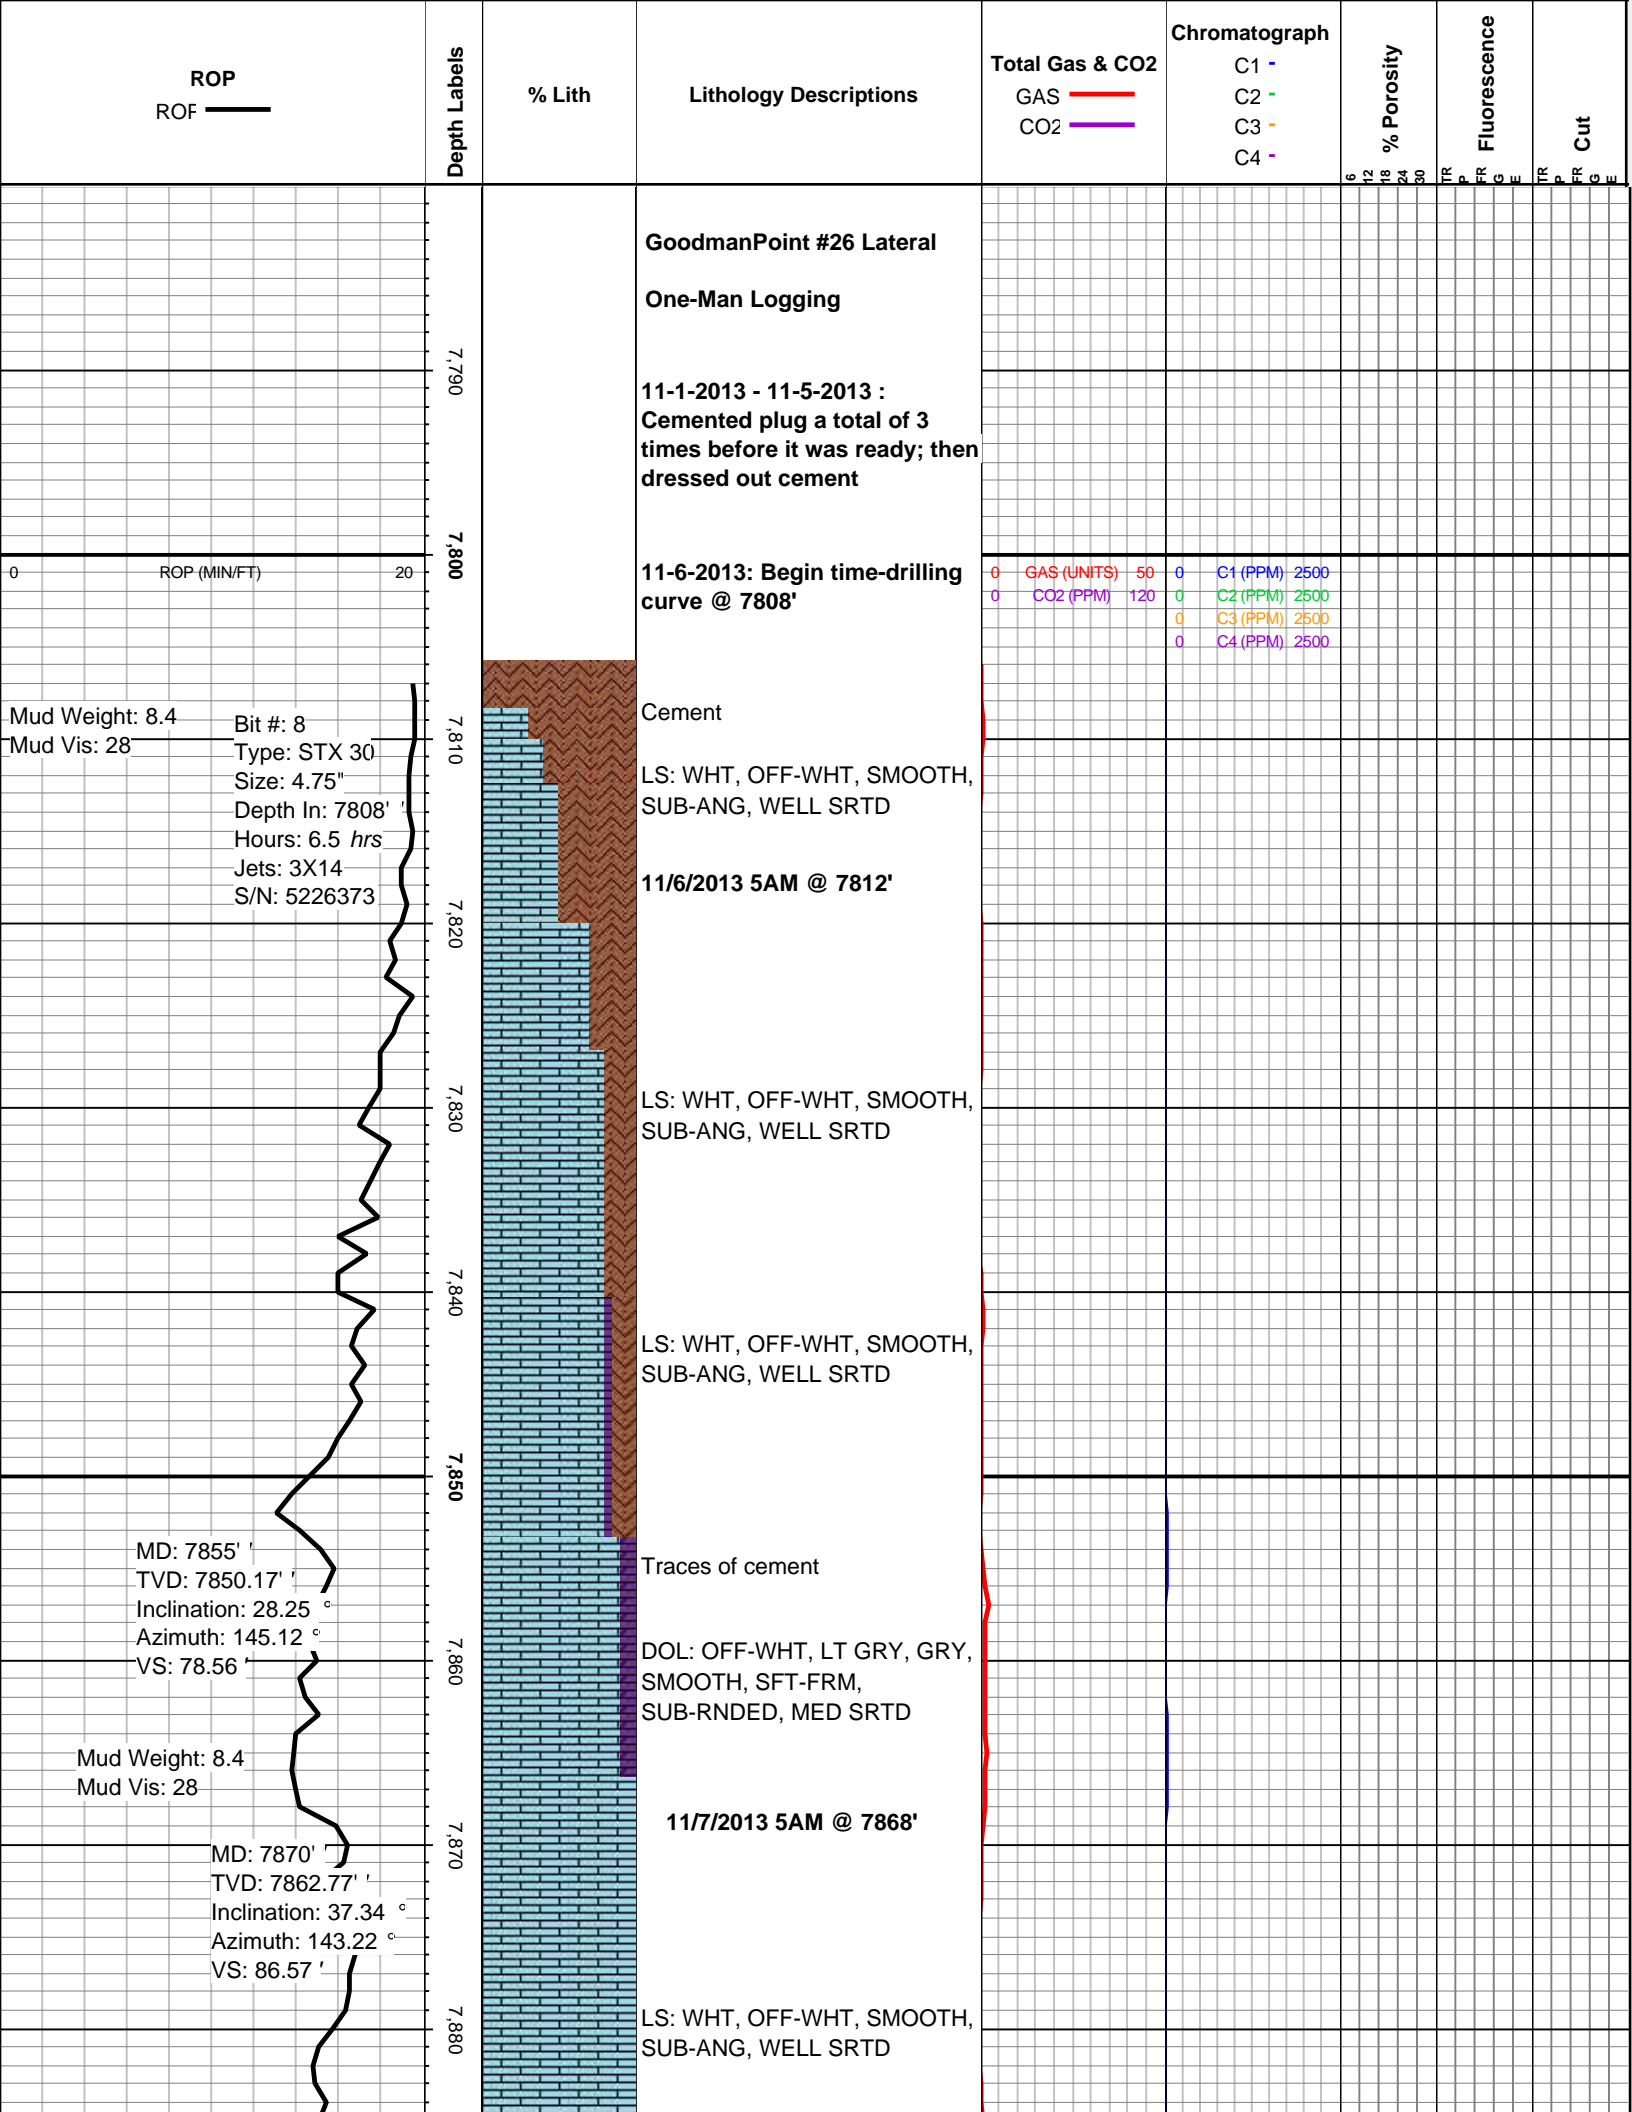 ROP
ROP
Depth Labels
% Lith
Lithology Descriptions
Total Gas & CO2
GAS
CO2
Chromatograph
C1
C2
C3
C4
% Porosity
6
12
18
24
30
Fluorescence
TR
P
FR
G
E
Cut
TR
P
FR
G
E
GoodmanPoint #26 Lateral
One-Man Logging
7,790
11-1-2013 - 11-5-2013 :
Cemented plug a total of 3
times before it was ready; then
dressed out cement
7,800
0 ROP (MIN/FT) 20
11-6-2013: Begin time-drilling
curve @ 7808'
0 GAS (UNITS) 50
0 CO2 (PPM) 120
0 C1 (PPM) 2500
0 C2 (PPM) 2500
0 C3 (PPM) 2500
0 C4 (PPM) 2500
Mud Weight: 8.4
Mud Vis: 28
Bit #: 8
Type: STX 30
Size: 4.75"
Depth In: 7808' '
Hours: 6.5 hrs
Jets: 3X14
S/N: 5226373
7,810
Cement
LS: WHT, OFF-WHT, SMOOTH,
SUB-ANG, WELL SRTD
11/6/2013 5AM @ 7812'
7,820
7,830
LS: WHT, OFF-WHT, SMOOTH,
SUB-ANG, WELL SRTD
7,840
LS: WHT, OFF-WHT, SMOOTH,
SUB-ANG, WELL SRTD
7,850
MD: 7855' '
TVD: 7850.17' '
Inclination: 28.25 °
Azimuth: 145.12 °
VS: 78.56 '
Traces of cement
7,860
DOL: OFF-WHT, LT GRY, GRY,
SMOOTH, SFT-FRM,
SUB-RNDED, MED SRTD
Mud Weight: 8.4
Mud Vis: 28
11/7/2013 5AM @ 7868'
7,870
MD: 7870' '
TVD: 7862.77' '
Inclination: 37.34 °
Azimuth: 143.22 °
VS: 86.57 '
7,880
LS: WHT, OFF-WHT, SMOOTH,
SUB-ANG, WELL SRTD